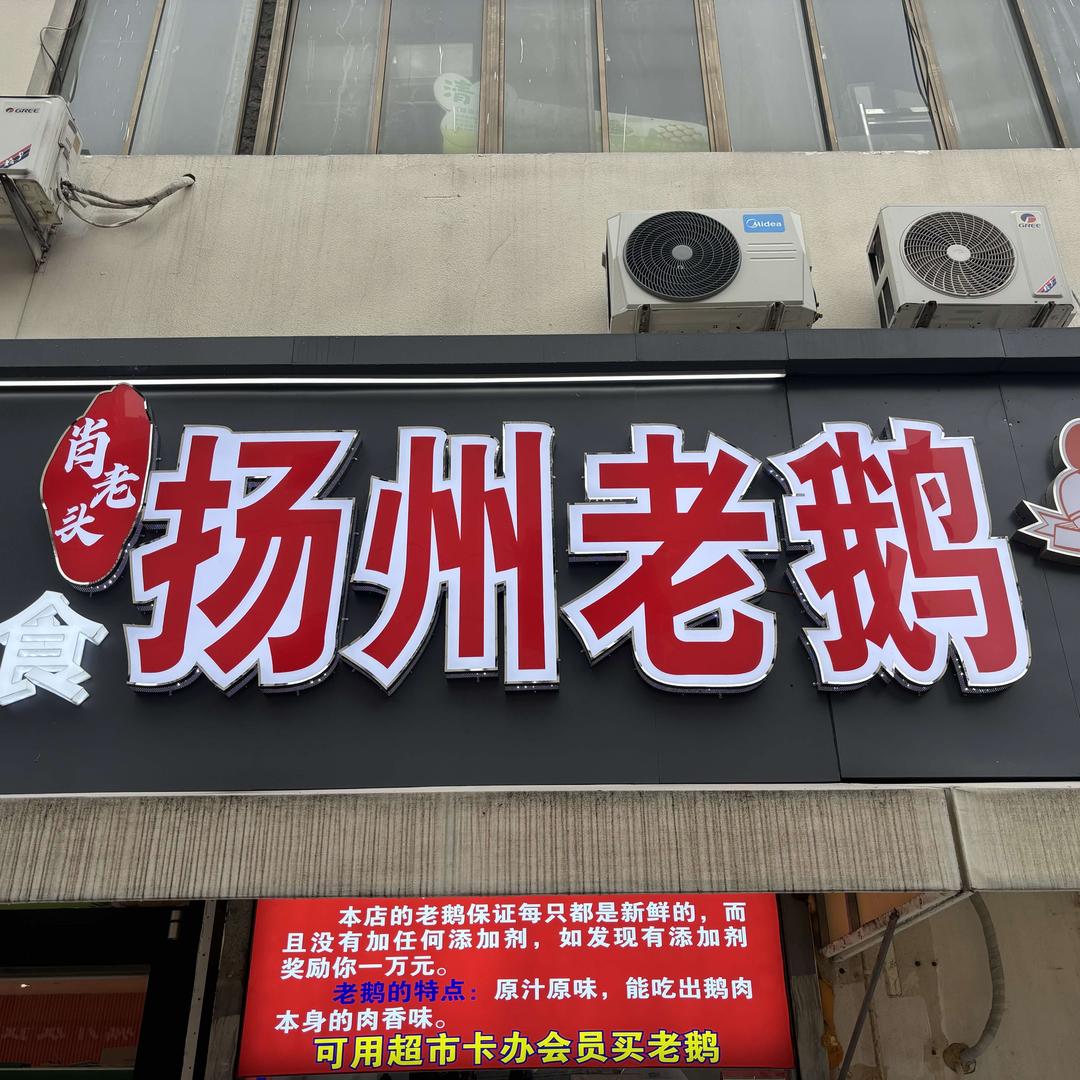 清
GREE
Midea
GREE
肖老头
扬州老鹅
食
本店的老鹅保证每只都是新鲜的，而
且没有加任何添加剂，如发现有添加剂
奖励你一万元。
老鹅的特点：原汁原味，能吃出鹅肉
本身的肉香味。
可用超市卡办会员买老鹅